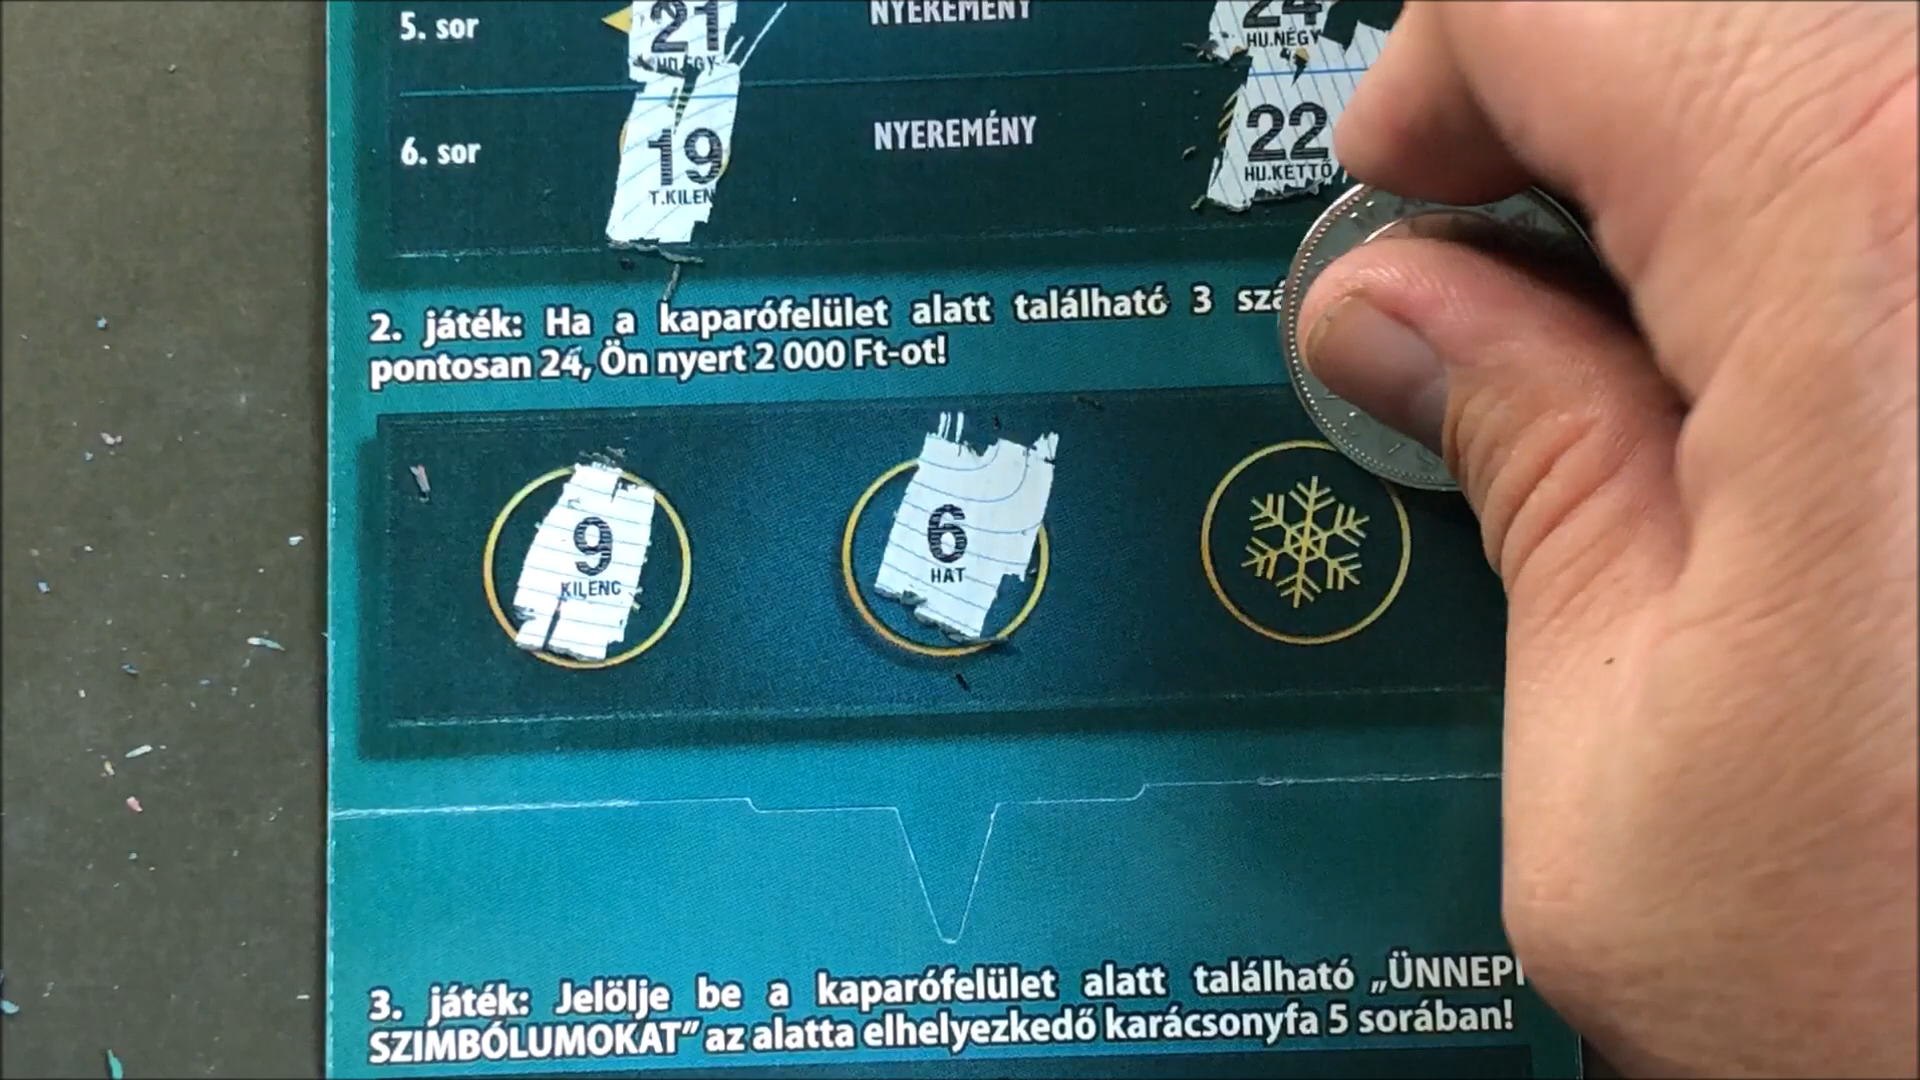 5. sor 21 NYEREMÉNY 24
HU.NÉGY
6. sor 19 NYEREMÉNY 22
T.KILEN HU.KETTŐ
2. játék: Ha a kaparófelület alatt található 3
pontosan 24, Ön nyert 2 000 Ft-ot!
9 6
KILENC HAT
3. játék: Jelölje be a kaparófelület alatt található „ÜNNEPI
SZIMBÓLUMOKAT” az alatta elhelyezkedő karácsonyfa 5 sorában!